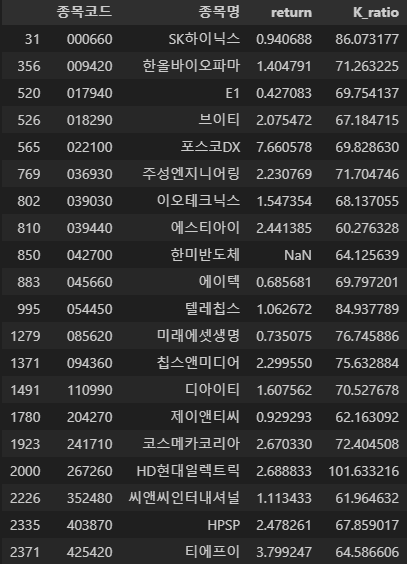 종목코드 종목명 return K_ratio
31 000660 SK하이닉스 0.940688 86.073177
356 009420 한올바이오파마 1.404791 71.263225
520 017940 E1 0.427083 69.754137
526 018290 브이티 2.075472 67.184715
565 022100 포스코DX 7.660578 69.828630
769 036930 주성엔지니어링 2.230769 71.704746
802 039030 이오테크닉스 1.547354 68.137055
810 039440 에스티아이 2.441385 60.276328
850 042700 한미반도체 NaN 64.125639
883 045660 에이텍 0.685681 69.797201
995 054450 텔레칩스 1.062672 84.937789
1279 085620 미래에셋생명 0.735075 76.745886
1371 094360 칩스앤미디어 2.299550 75.632884
1491 110990 디아이티 1.607562 70.527678
1780 204270 제이앤티씨 0.929293 62.163092
1923 241710 코스메카코리아 2.670330 72.404508
2000 267260 HD현대일렉트릭 2.688833 101.633216
2226 352480 씨앤씨인터내셔널 1.113433 61.964632
2335 403870 HPSP 2.478261 67.859017
2371 425420 티에프이 3.799247 64.586606